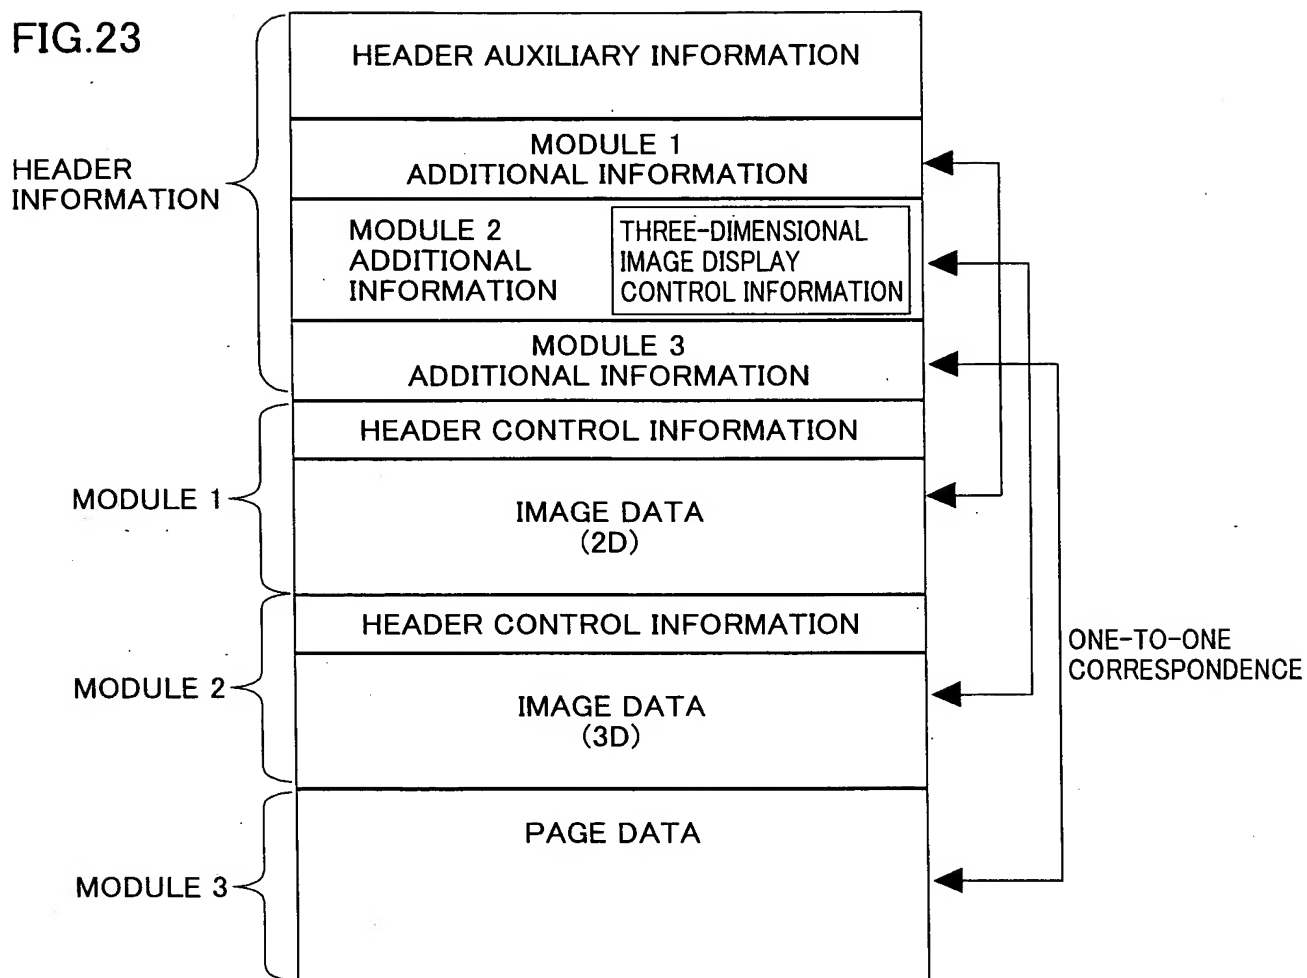 FIG.23
HEADER AUXILIARY INFORMATION
MODULE 1
ADDITIONAL INFORMATION
HEADER
INFORMATION
MODULE 2
ADDITIONAL
INFORMATION
THREE-DIMENSIONAL
IMAGE DISPLAY
CONTROL INFORMATION
MODULE 3
ADDITIONAL INFORMATION
HEADER CONTROL INFORMATION
MODULE 1
IMAGE DATA
(2D)
HEADER CONTROL INFORMATION
ONE-TO-ONE
CORRESPONDENCE
MODULE 2
IMAGE DATA
(3D)
PAGE DATA
MODULE 3